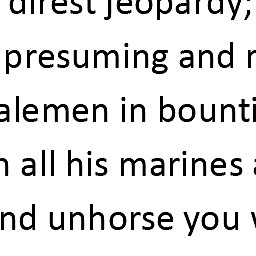 direst jeopardy;
presuming and
alemen in bounti
all his marines
nd unhorse you